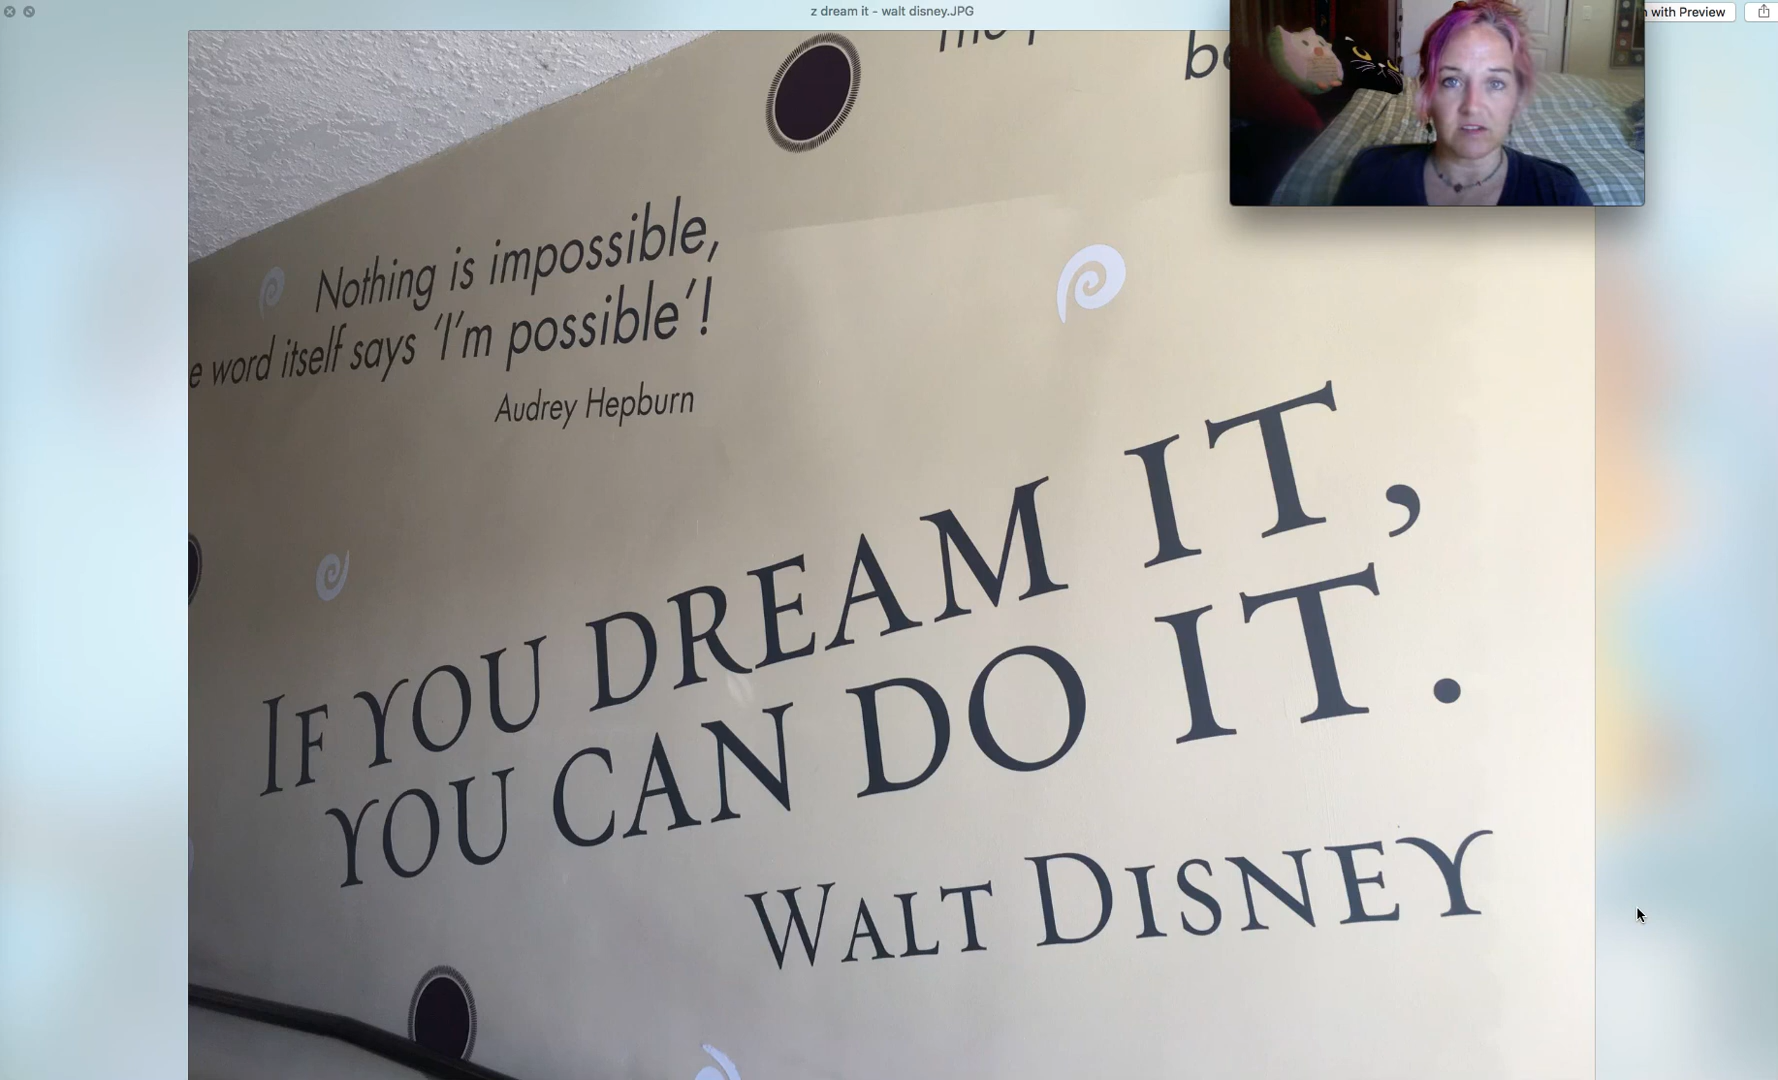 z dream it - walt disney.JPG
with Preview
Nothing is impossible,
word itself says 'I'm possible'!
Audrey Hepburn
IF YOU DREAM IT,
YOU CAN DO IT.
WALT DISNEY